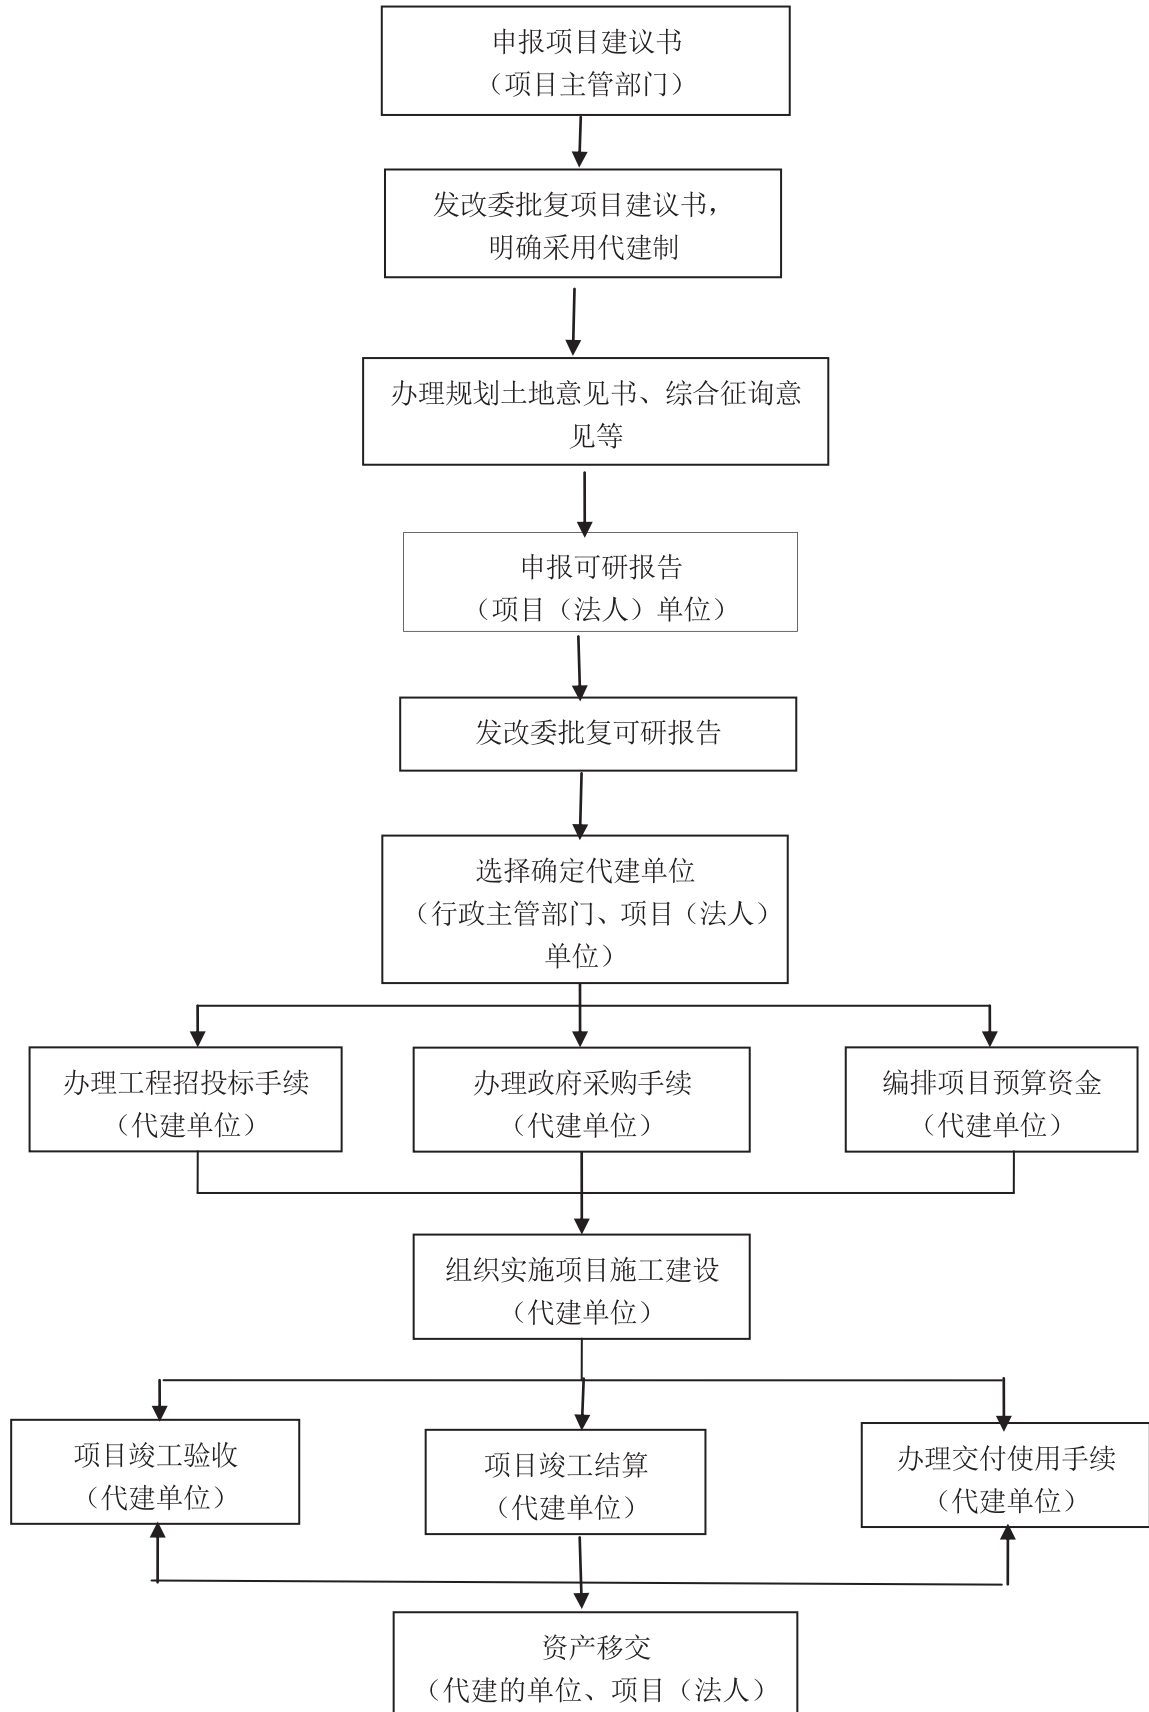 申报项目建议书
（项目主管部门）
发改委批复项目建议书，
明确采用代建制
办理规划土地意见书、综合征询意
见等
申报可研报告
（项目（法人）单位）
发改委批复可研报告
选择确定代建单位
（行政主管部门、项目（法人）
单位）
办理工程招投标手续
（代建单位）
办理政府采购手续
（代建单位）
编排项目预算资金
（代建单位）
组织实施项目施工建设
（代建单位）
项目竣工验收
（代建单位）
项目竣工结算
（代建单位）
办理交付使用手续
（代建单位）
资产移交
（代建的单位、项目（法人）